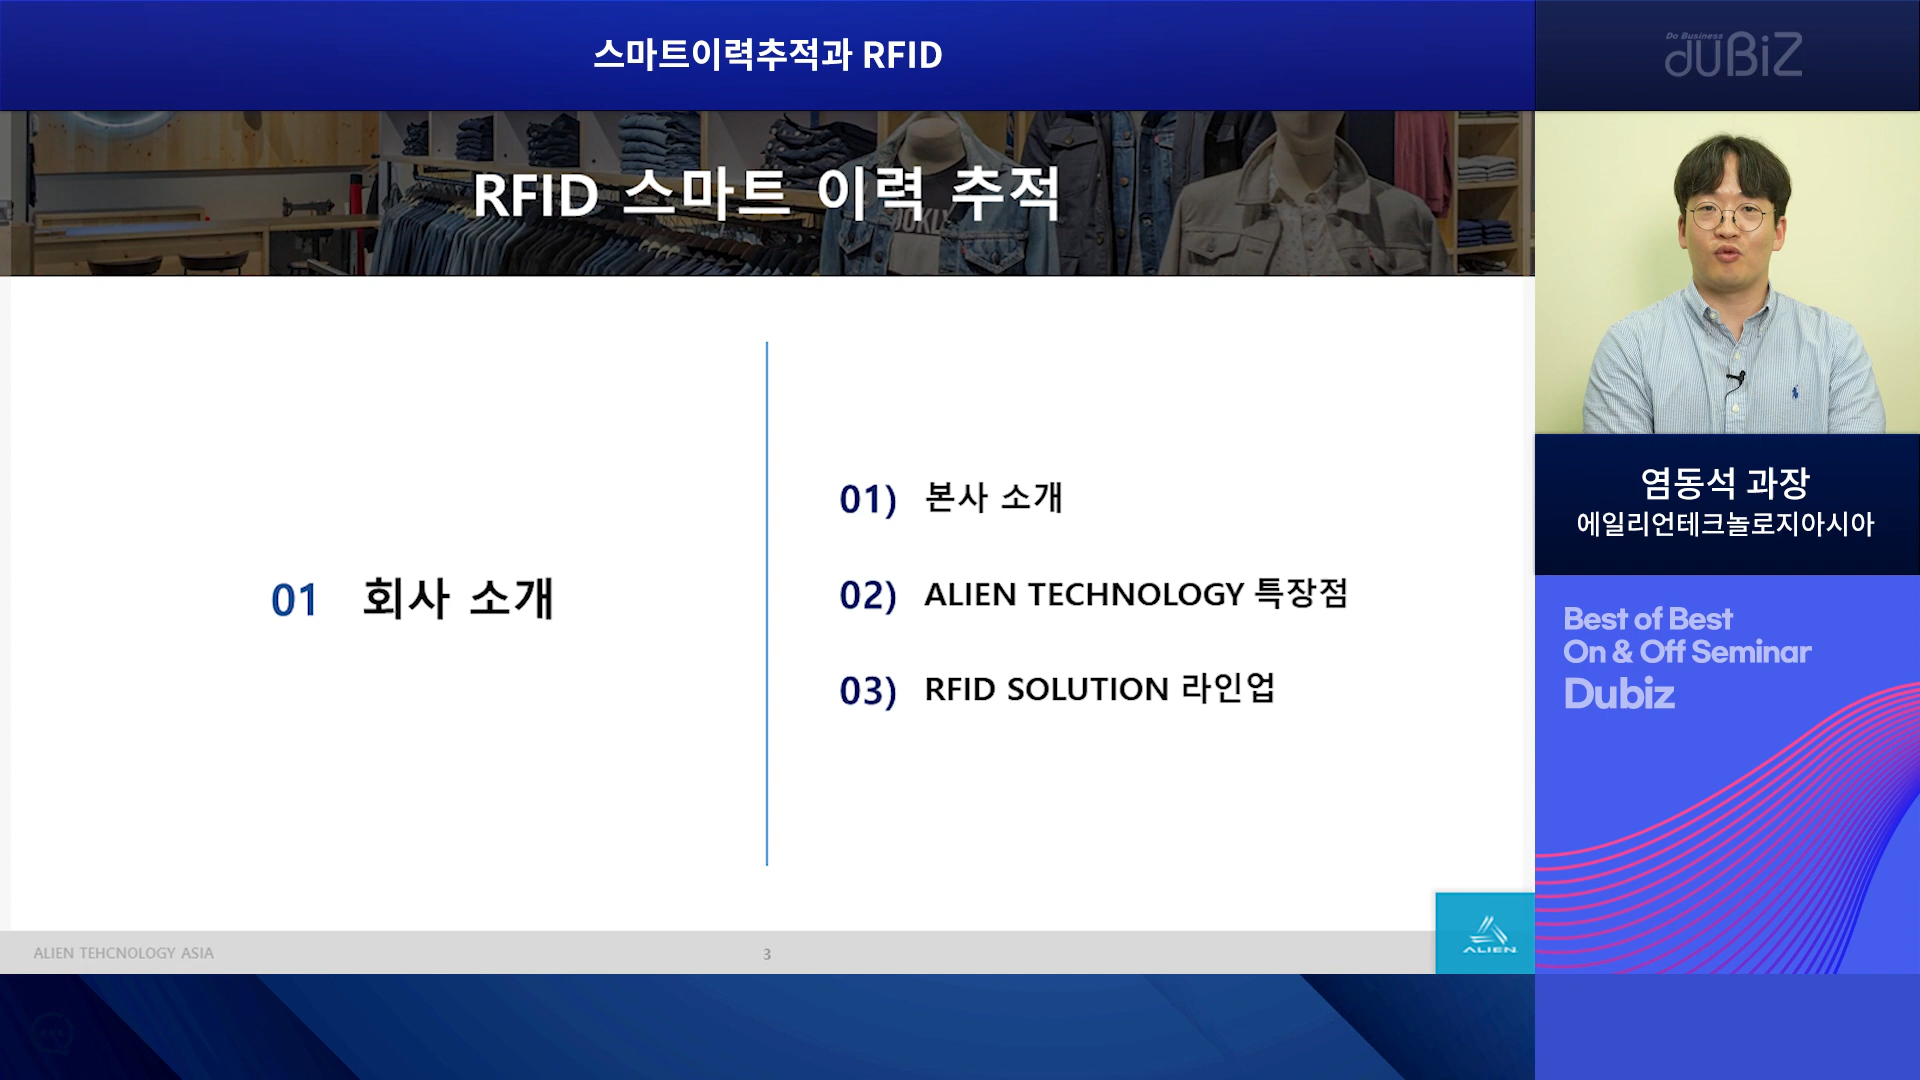 스마트이력추적과 RFID
Do Business
duBiZ
RFID 스마트 이력 추적
01 회사 소개
01) 본사 소개
02) ALIEN TECHNOLOGY 특장점
03) RFID SOLUTION 라인업
염동석 과장
에일리언테크놀로지아시아
Best of Best
On & Off Seminar
Dubiz
ALIEN TEHCNOLOGY ASIA
3
ALIEN